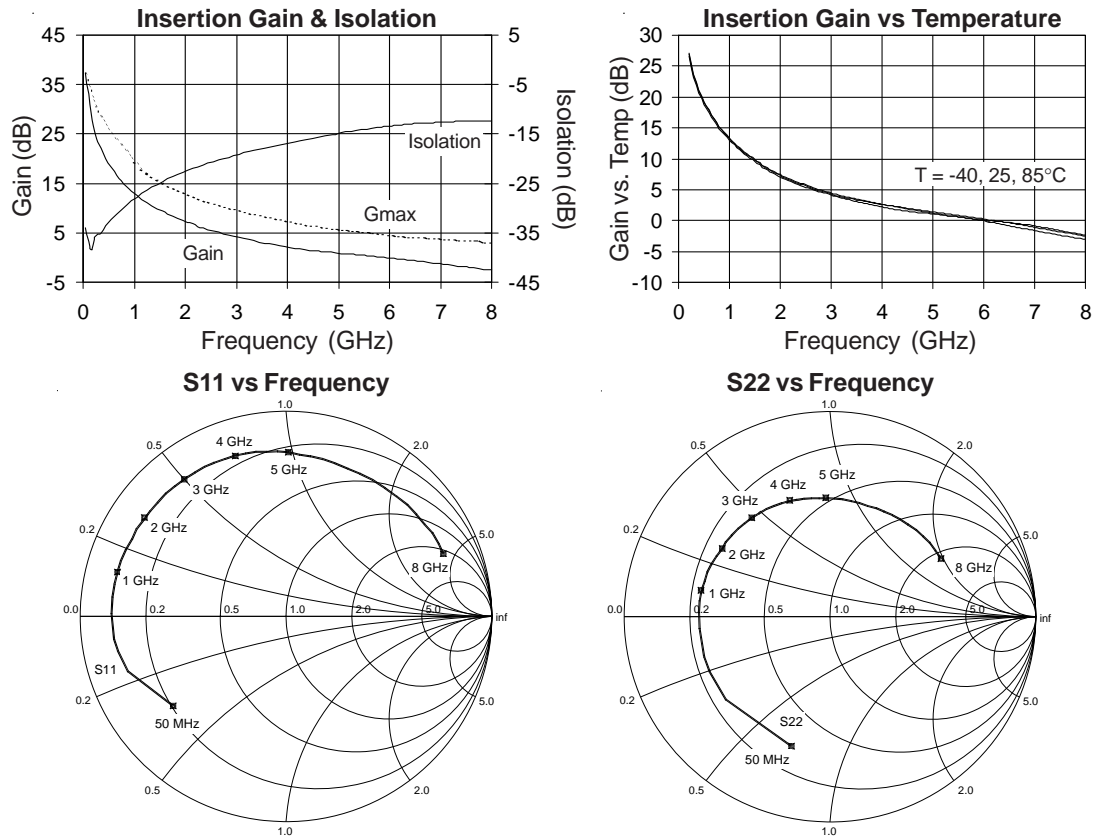 Insertion Gain & Isolation
45
35
25
15
5
-5
Gain (dB)
5
-5
-15
-25
-35
-45
Isolation (dB)
Isolation
Gmax
Gain
0 1 2 3 4 5 6 7 8
Frequency (GHz)
Insertion Gain vs Temperature
30
25
20
15
10
5
0
-5
-10
Gain vs. Temp (dB)
T = -40, 25, 85°C
0 1 2 3 4 5 6 7 8
Frequency (GHz)
S11 vs Frequency
1.0
0.5
4 GHz
2.0
5 GHz
3 GHz
0.2
2 GHz
5.0
8 GHz
1 GHz
0.0 0.2 0.5 1.0 2.0 5.0 inf
S11
0.2
5.0
50 MHz
0.5
2.0
1.0
S22 vs Frequency
1.0
0.5
2.0
5 GHz
4 GHz
3 GHz
0.2
5.0
2 GHz
8 GHz
1 GHz
0.0 0.2 0.5 1.0 2.0 5.0 inf
0.2
5.0
S22
50 MHz
0.5
2.0
1.0